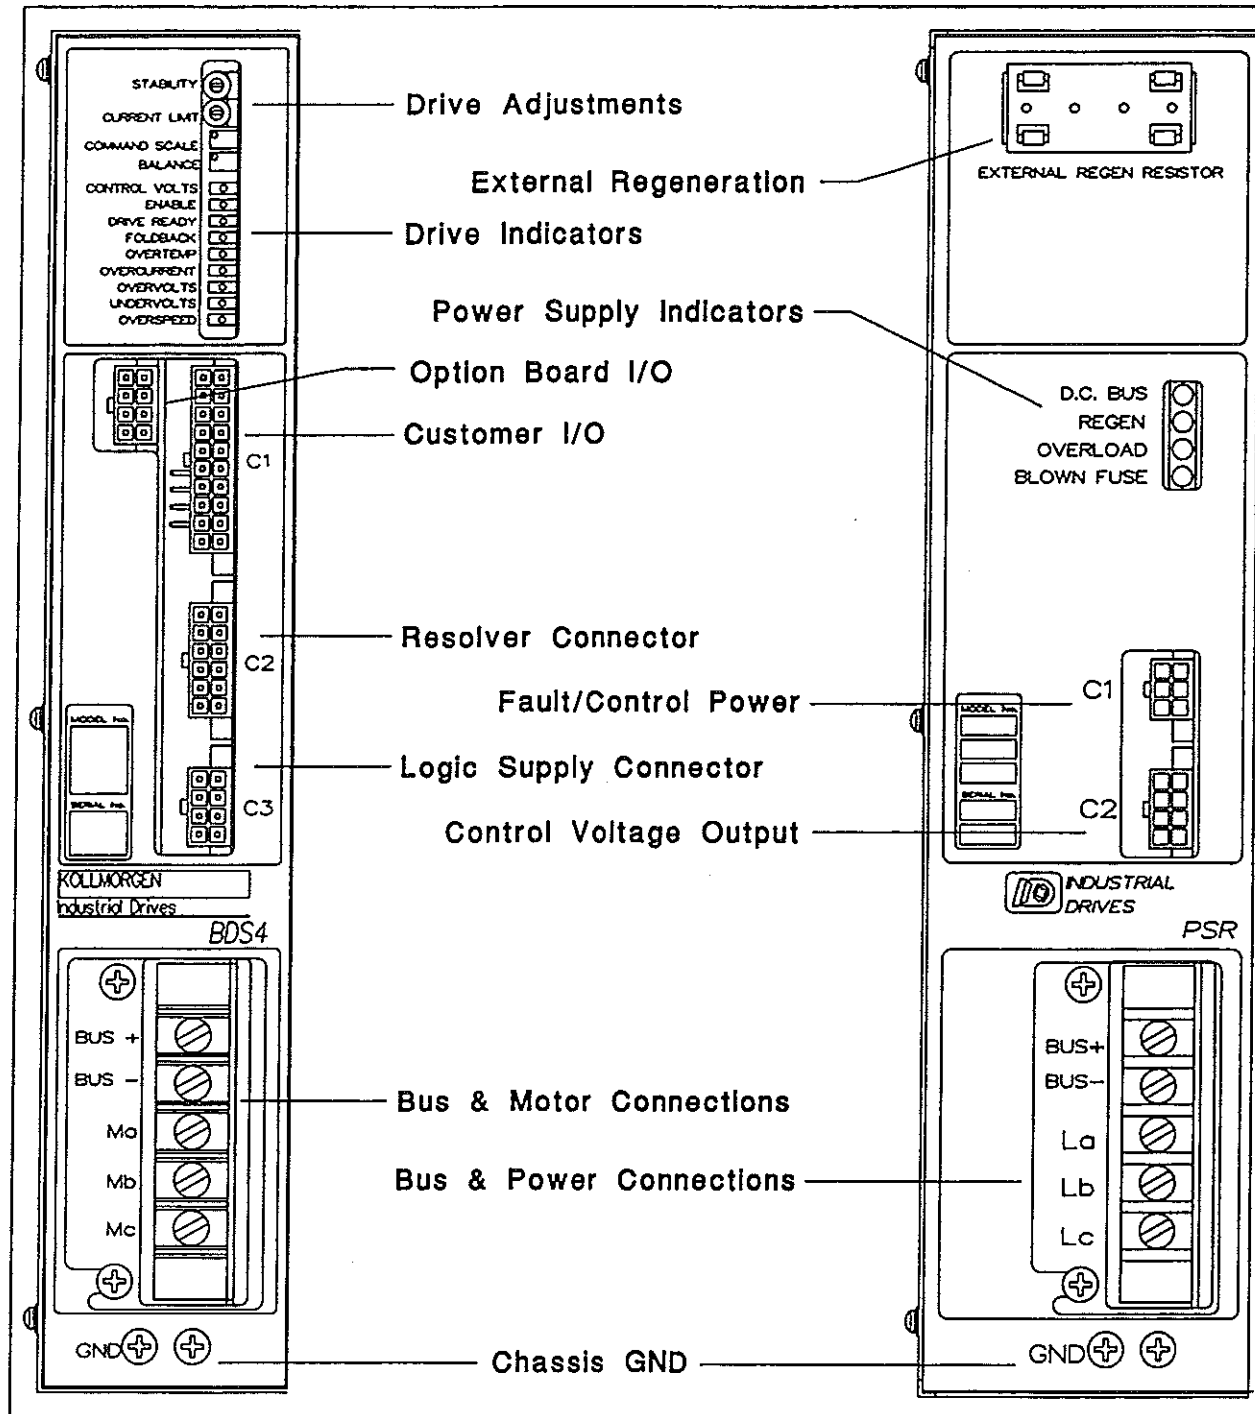 STABILITY
CURRENT LIMIT
COMMAND SCALE
BALANCE
CONTROL VOLTS
ENABLE
DRIVE READY
FOLDBACK
OVERTEMP
OVERCURRENT
OVERVOLTS
UNDERVOLTS
OVERSPEED
C1
C2
C3
MODEL No.
SERIAL No.
KOLLMORGEN
Industrial Drives
BDS4
BUS +
BUS -
Ma
Mb
Mc
GND
Drive Adjustments
External Regeneration
Drive Indicators
Power Supply Indicators
Option Board I/O
Customer I/O
Resolver Connector
Fault/Control Power
Logic Supply Connector
Control Voltage Output
Bus & Motor Connections
Bus & Power Connections
Chassis GND
EXTERNAL REGEN RESISTOR
D.C. BUS
REGEN
OVERLOAD
BLOWN FUSE
C1
C2
MODEL No.
SERIAL No.
INDUSTRIAL
DRIVES
PSR
BUS+
BUS-
La
Lb
Lc
GND